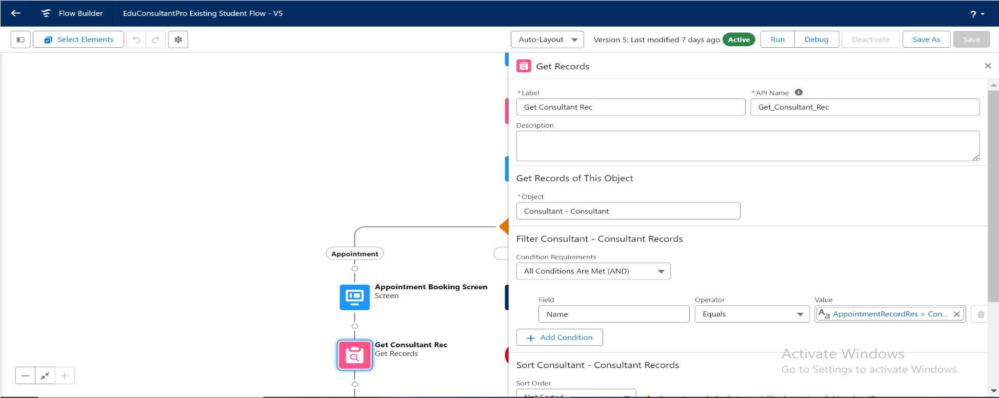 Flow Builder
EduConsultantPro Existing Student Flow - V5
?
Select Elements
Auto-Layout
Version 5: Last modified 7 days ago
Active
Run
Debug
Deactivate
Save As
Save
Get Records
* Label
Get Consultant Rec
* API Name
Get_Consultant_Rec
Description
Get Records of This Object
* Object
Consultant - Consultant
Filter Consultant - Consultant Records
Condition Requirements
All Conditions Are Met (AND)
Field
Name
Operator
Equals
Value
Aa AppointmentRecordRes > Con...
+ Add Condition
Sort Consultant - Consultant Records
Sort Order
Not Sorted
Appointment
Appointment Booking Screen
Screen
Get Consultant Rec
Get Records
Activate Windows
Go to Settings to activate Windows.